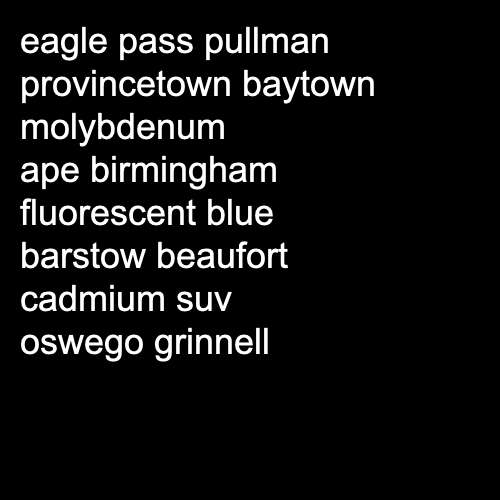 eagle pass pullman
provincetown baytown
molybdenum
ape birmingham
fluorescent blue
barstow beaufort
cadmium suv
oswego grinnell